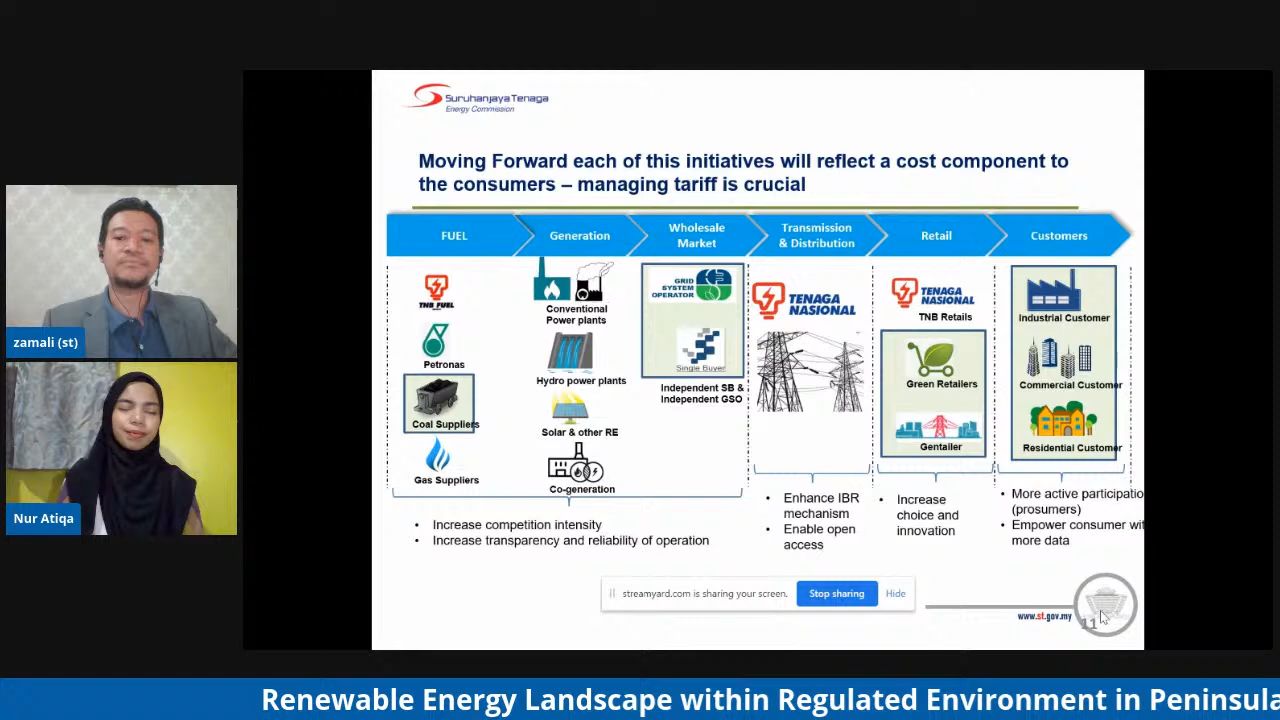 Suruhanjaya Tenaga
Energy Commission
Moving Forward each of this initiatives will reflect a cost component to
the consumers – managing tariff is crucial
FUEL
Generation
Wholesale
Market
Transmission
& Distribution
Retail
Customers
TNB FUEL
Petronas
Coal Suppliers
Gas Suppliers
Conventional
Power plants
Hydro power plants
Solar & other RE
Co-generation
GRID
SYSTEM
OPERATOR
Single Buyer
Independent SB &
Independent GSO
TENAGA
NASIONAL
TENAGA
NASIONAL
TNB Retails
Green Retailers
Gentailer
Industrial Customer
Commercial Customer
Residential Customer
• Increase competition intensity
• Increase transparency and reliability of operation
• Enhance IBR
mechanism
• Enable open
access
• Increase
choice and
innovation
• More active participatio
(prosumers)
• Empower consumer wit
more data
streamyard.com is sharing your screen.
Stop sharing
Hide
www.st.gov.my
11
zamali (st)
Nur Atiqa
Renewable Energy Landscape within Regulated Environment in Peninsula